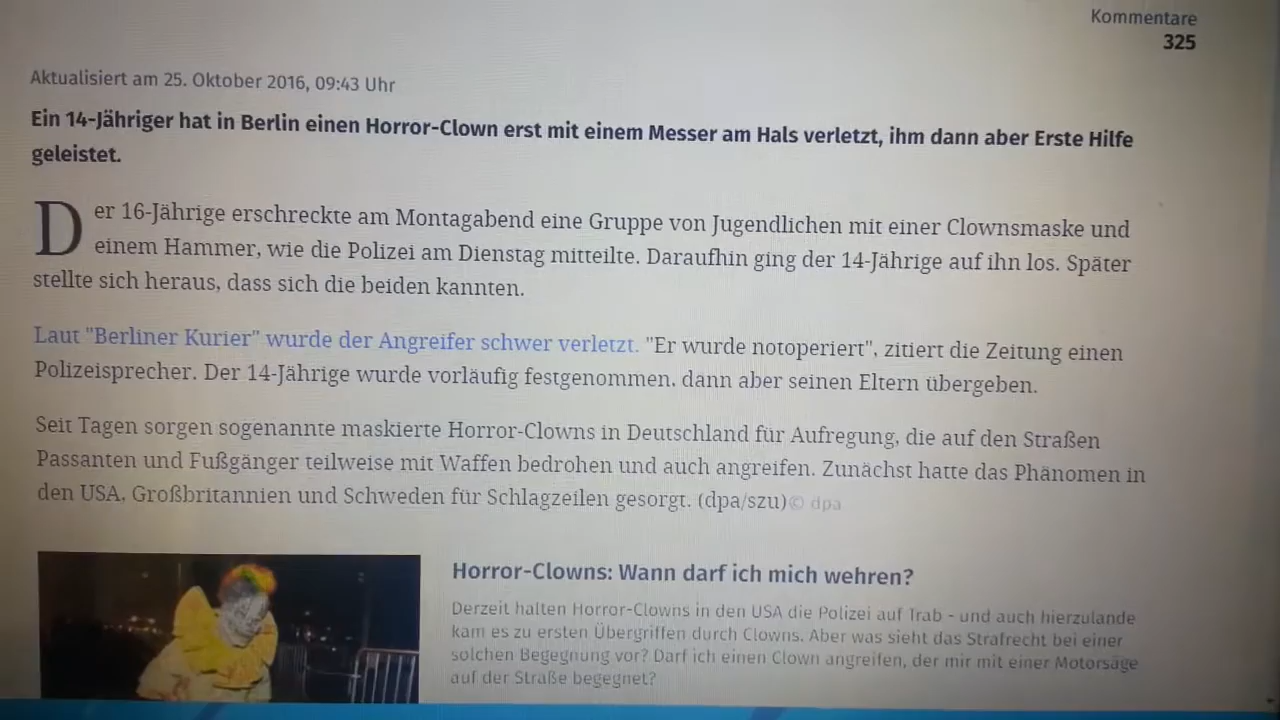 Kommentare
325
Aktualisiert am 25. Oktober 2016, 09:43 Uhr
Ein 14-Jähriger hat in Berlin einen Horror-Clown erst mit einem Messer am Hals verletzt, ihm dann aber Erste Hilfe
geleistet.
Der 16-Jährige erschreckte am Montagabend eine Gruppe von Jugendlichen mit einer Clownsmaske und
einem Hammer, wie die Polizei am Dienstag mitteilte. Daraufhin ging der 14-Jährige auf ihn los. Später
stellte sich heraus, dass sich die beiden kannten.
Laut "Berliner Kurier" wurde der Angreifer schwer verletzt. "Er wurde notoperiert", zitiert die Zeitung einen
Polizeisprecher. Der 14-Jährige wurde vorläufig festgenommen, dann aber seinen Eltern übergeben.
Seit Tagen sorgen sogenannte maskierte Horror-Clowns in Deutschland für Aufregung, die auf den Straßen
Passanten und Fußgänger teilweise mit Waffen bedrohen und auch angreifen. Zunächst hatte das Phänomen in
den USA, Großbritannien und Schweden für Schlagzeilen gesorgt. (dpa/szu)© dpa
Horror-Clowns: Wann darf ich mich wehren?
Derzeit halten Horror-Clowns in den USA die Polizei auf Trab - und auch hierzulande
kam es zu ersten Übergriffen durch Clowns. Aber was sieht das Strafrecht bei einer
solchen Begegnung vor? Darf ich einen Clown angreifen, der mir mit einer Motorsäge
auf der Straße begegnet?